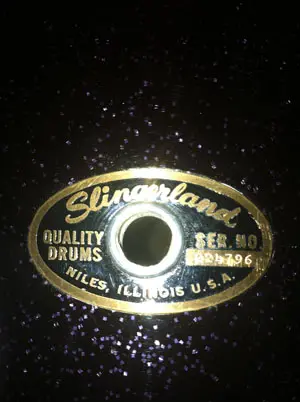 Slingerland
QUALITY
DRUMS
SER. NO.
NILES, ILLINOIS U.S.A.